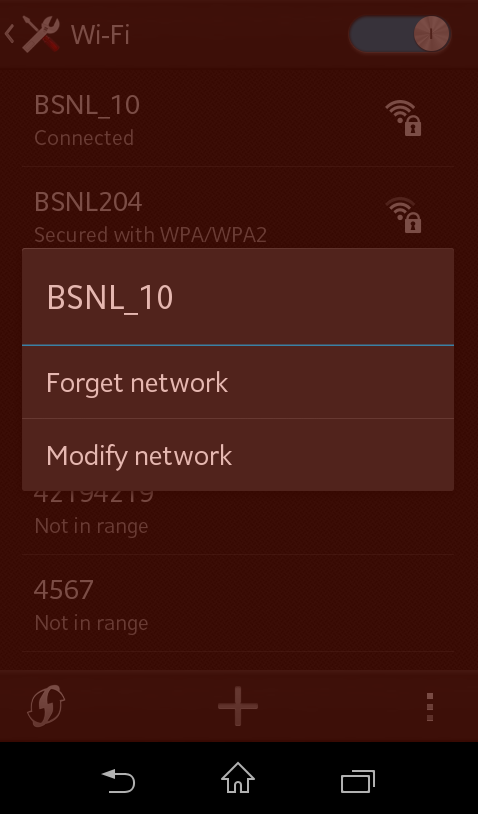 Wi-Fi
BSNL_10
Connected
BSNL204
Secured with WPA/WPA2
BSNL_10
Forget network
Modify network
42194219
Not in range
4567
Not in range